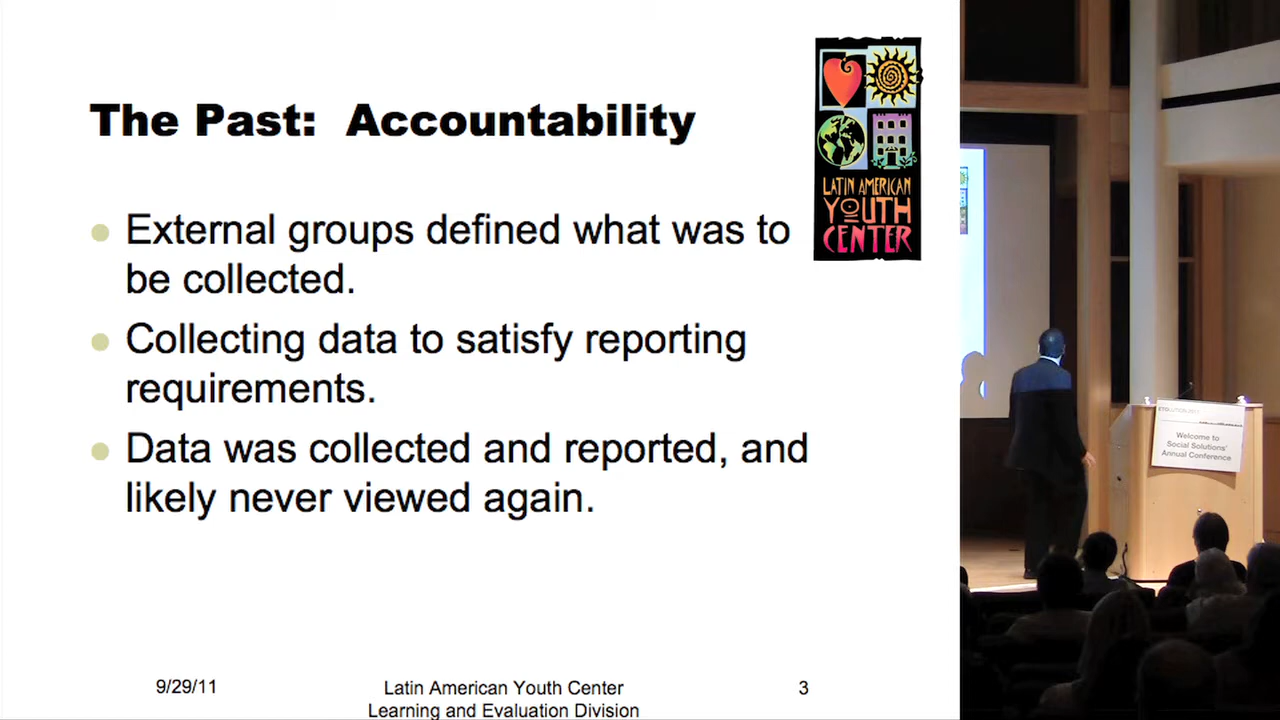 The Past: Accountability
External groups defined what was to
be collected.
Collecting data to satisfy reporting
requirements.
Data was collected and reported, and
likely never viewed again.
LATIN AMERICAN
YOUTH
CENTER
9/29/11
Latin American Youth Center
Learning and Evaluation Division
3
Welcome to
Social Solutions'
Annual Conference